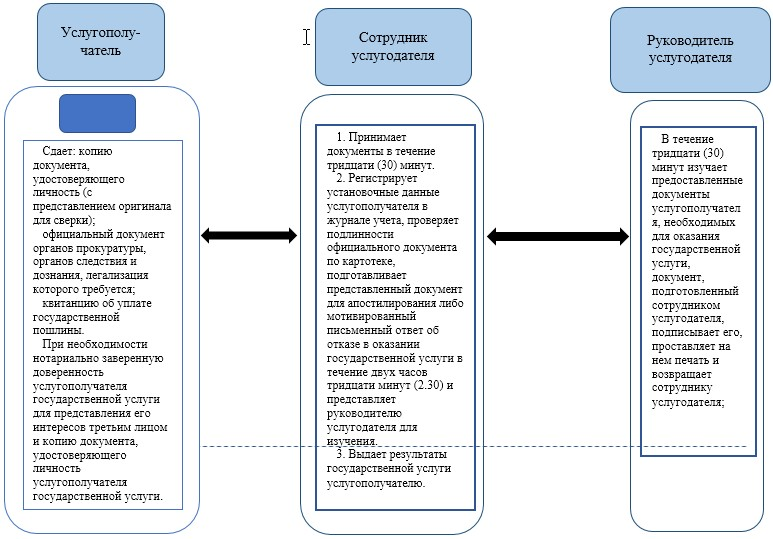 Услугополу-
чатель
Сдает: копию
документа,
удостоверяющего
личность (с
представлением оригинала
для сверки);
официальный документ
органов прокуратуры,
органов следствия и
дознания, легализация
которого требуется;
квитанцию об уплате
государственной
пошлины.
При необходимости
нотариально заверенную
доверенность
услугополучателя
государственной услуги
для представления его
интересов третьим лицом
и копию документа,
удостоверяющего
личность
услугополучателя
государственной услуги.
Сотрудник
услугодателя
1. Принимает
документы в течение
тридцати (30) минут.
2. Регистрирует
установочные данные
услугополучателя в
журнале учета, проверяет
подлинности
официального документа
по картотеке,
подготавливает
представленный документ
для апостилирования либо
мотивированный
письменный ответ об
отказе в оказании
государственной услуги в
течение двух часов
тридцати минут (2.30) и
представляет
руководителю
услугодателя для
изучения.
3. Выдает результаты
государственной услуги
услугополучателю.
Руководитель
услугодателя
В течение
тридцати (30)
минут изучает
предоставленные
документы
услугополучател
я, необходимых
для оказания
государственной
услуги,
документ,
подготовленный
сотрудником
услугодателя,
подписывает его,
проставляет на
нем печать и
возвращает
сотруднику
услугодателя;